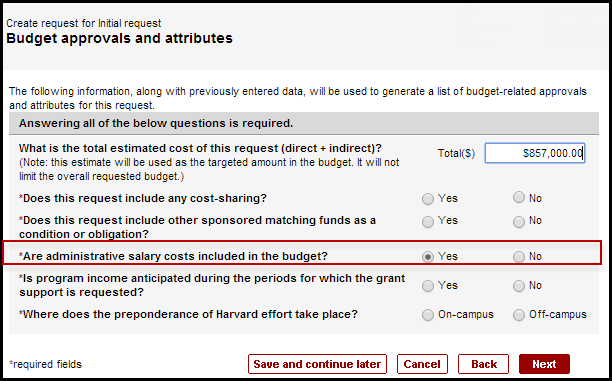 Create request for Initial request
Budget approvals and attributes
The following information, along with previously entered data, will be used to generate a list of budget-related approvals
and attributes for this request.
Answering all of the below questions is required.
What is the total estimated cost of this request (direct + indirect)? Total($) $857,000.00
(Note: this estimate will be used as the targeted amount in the budget. It will not
limit the overall requested budget.)
*Does this request include any cost-sharing? Yes No
*Does this request include other sponsored matching funds as a Yes No
condition or obligation?
*Are administrative salary costs included in the budget? Yes No
*Is program income anticipated during the periods for which the grant Yes No
support is requested?
*Where does the preponderance of Harvard effort take place? On-campus Off-campus
*required fields Save and continue later Cancel Back Next